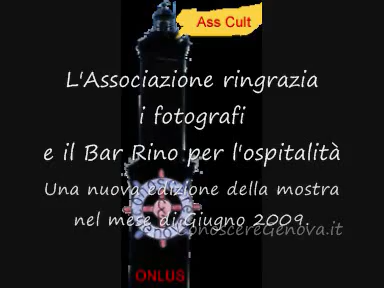 Ass Cult
L'Associazione ringrazia
i fotografi
e il Bar Rino per l'ospitalità
Una nuova edizione della mostra
nel mese di Giugno 2009.
ConoscereGenova.it
ONLUS